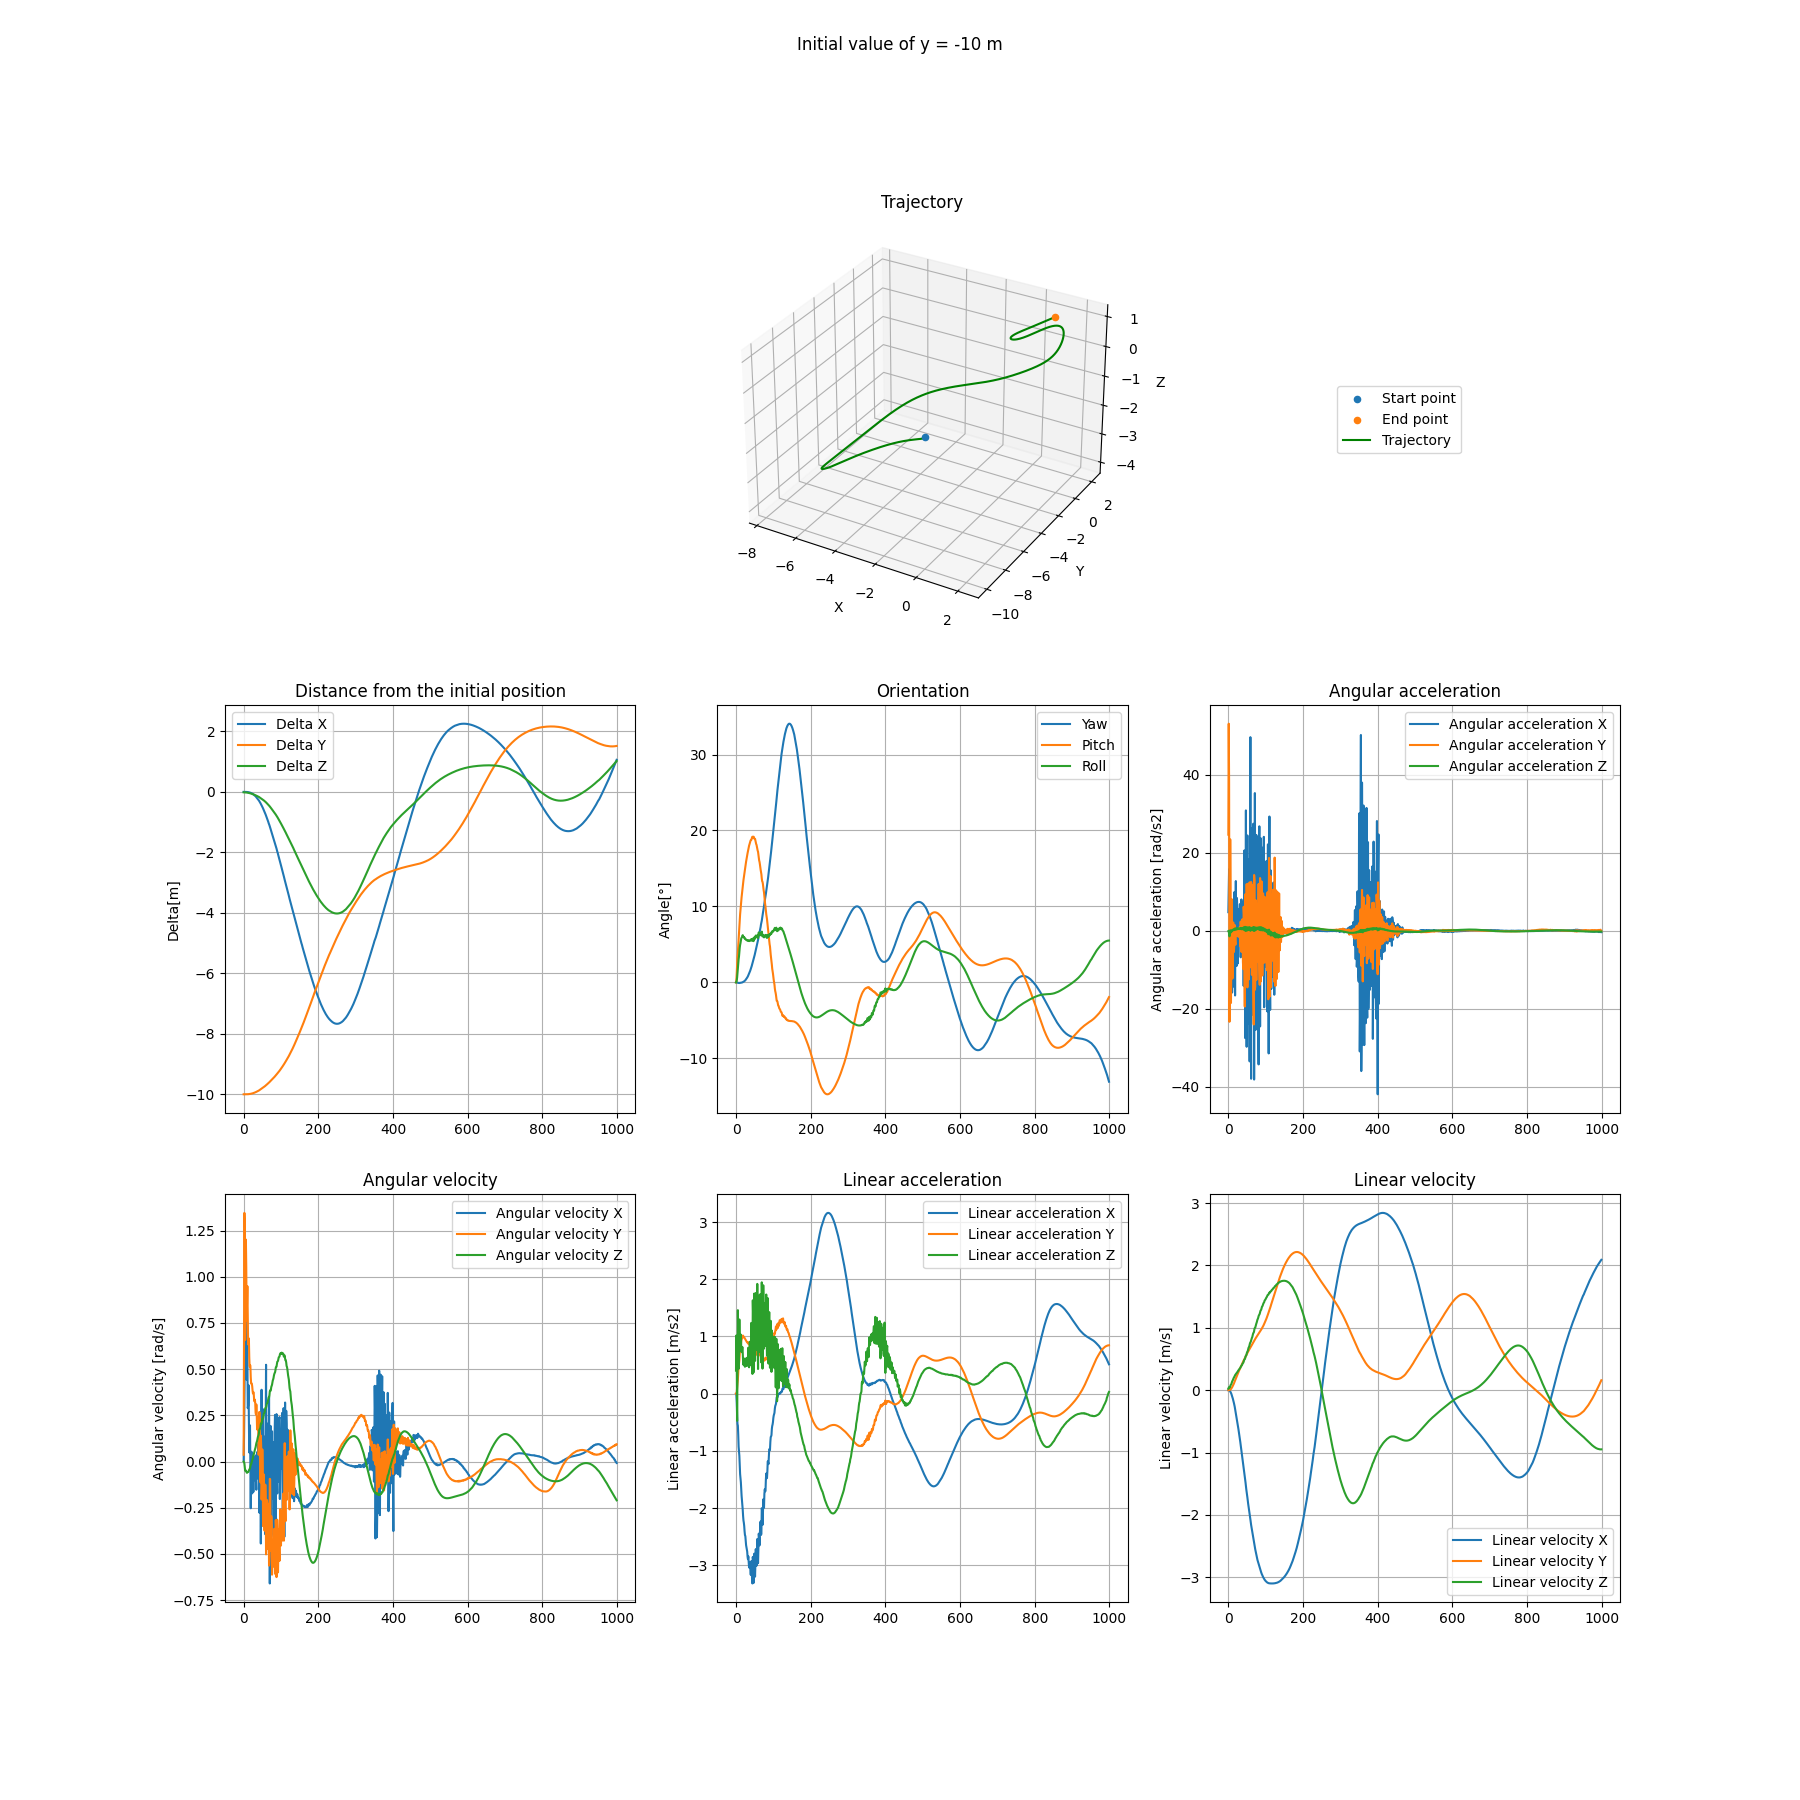 Initial value of y = -10 m
Trajectory
1
0
−1
−2
−3
−4
Z
2
0
−2
−4
−6
−8
−10
Y
−8
−6
−4
−2
0
2
X
Start point
End point
Trajectory
Distance from the initial position
Delta X
Delta Y
Delta Z
2
0
−2
−4
−6
−8
−10
Delta[m]
0 200 400 600 800 1000
Orientation
Yaw
Pitch
Roll
30
20
10
0
−10
Angle[°]
0 200 400 600 800 1000
Angular acceleration
Angular acceleration X
Angular acceleration Y
Angular acceleration Z
40
20
0
−20
−40
Angular acceleration [rad/s2]
0 200 400 600 800 1000
Angular velocity
Angular velocity X
Angular velocity Y
Angular velocity Z
1.25
1.00
0.75
0.50
0.25
0.00
−0.25
−0.50
−0.75
Angular velocity [rad/s]
0 200 400 600 800 1000
Linear acceleration
Linear acceleration X
Linear acceleration Y
Linear acceleration Z
3
2
1
0
−1
−2
−3
Linear acceleration [m/s2]
0 200 400 600 800 1000
Linear velocity
3
2
1
0
−1
−2
−3
Linear velocity [m/s]
Linear velocity X
Linear velocity Y
Linear velocity Z
0 200 400 600 800 1000